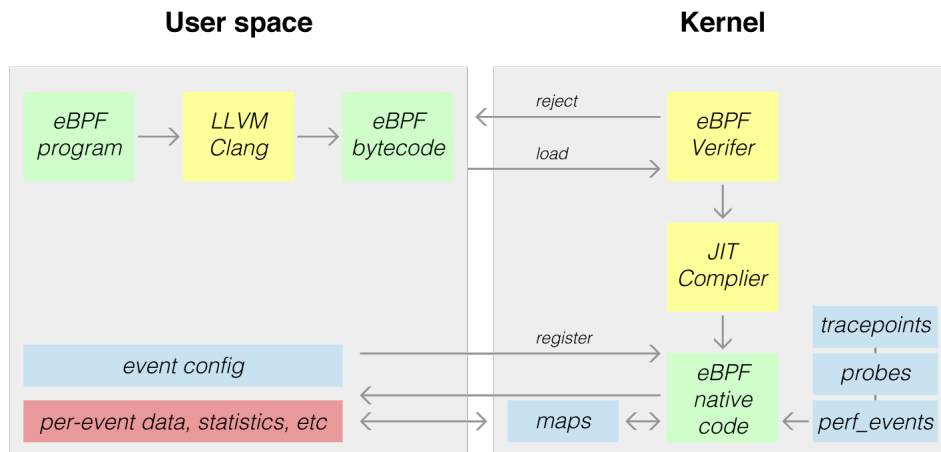 User space
Kernel
eBPF
program
LLVM
Clang
eBPF
bytecode
reject
load
eBPF
Verifer
JIT
Complier
register
event config
per-event data, statistics, etc
maps
eBPF
native
code
tracepoints
probes
perf_events